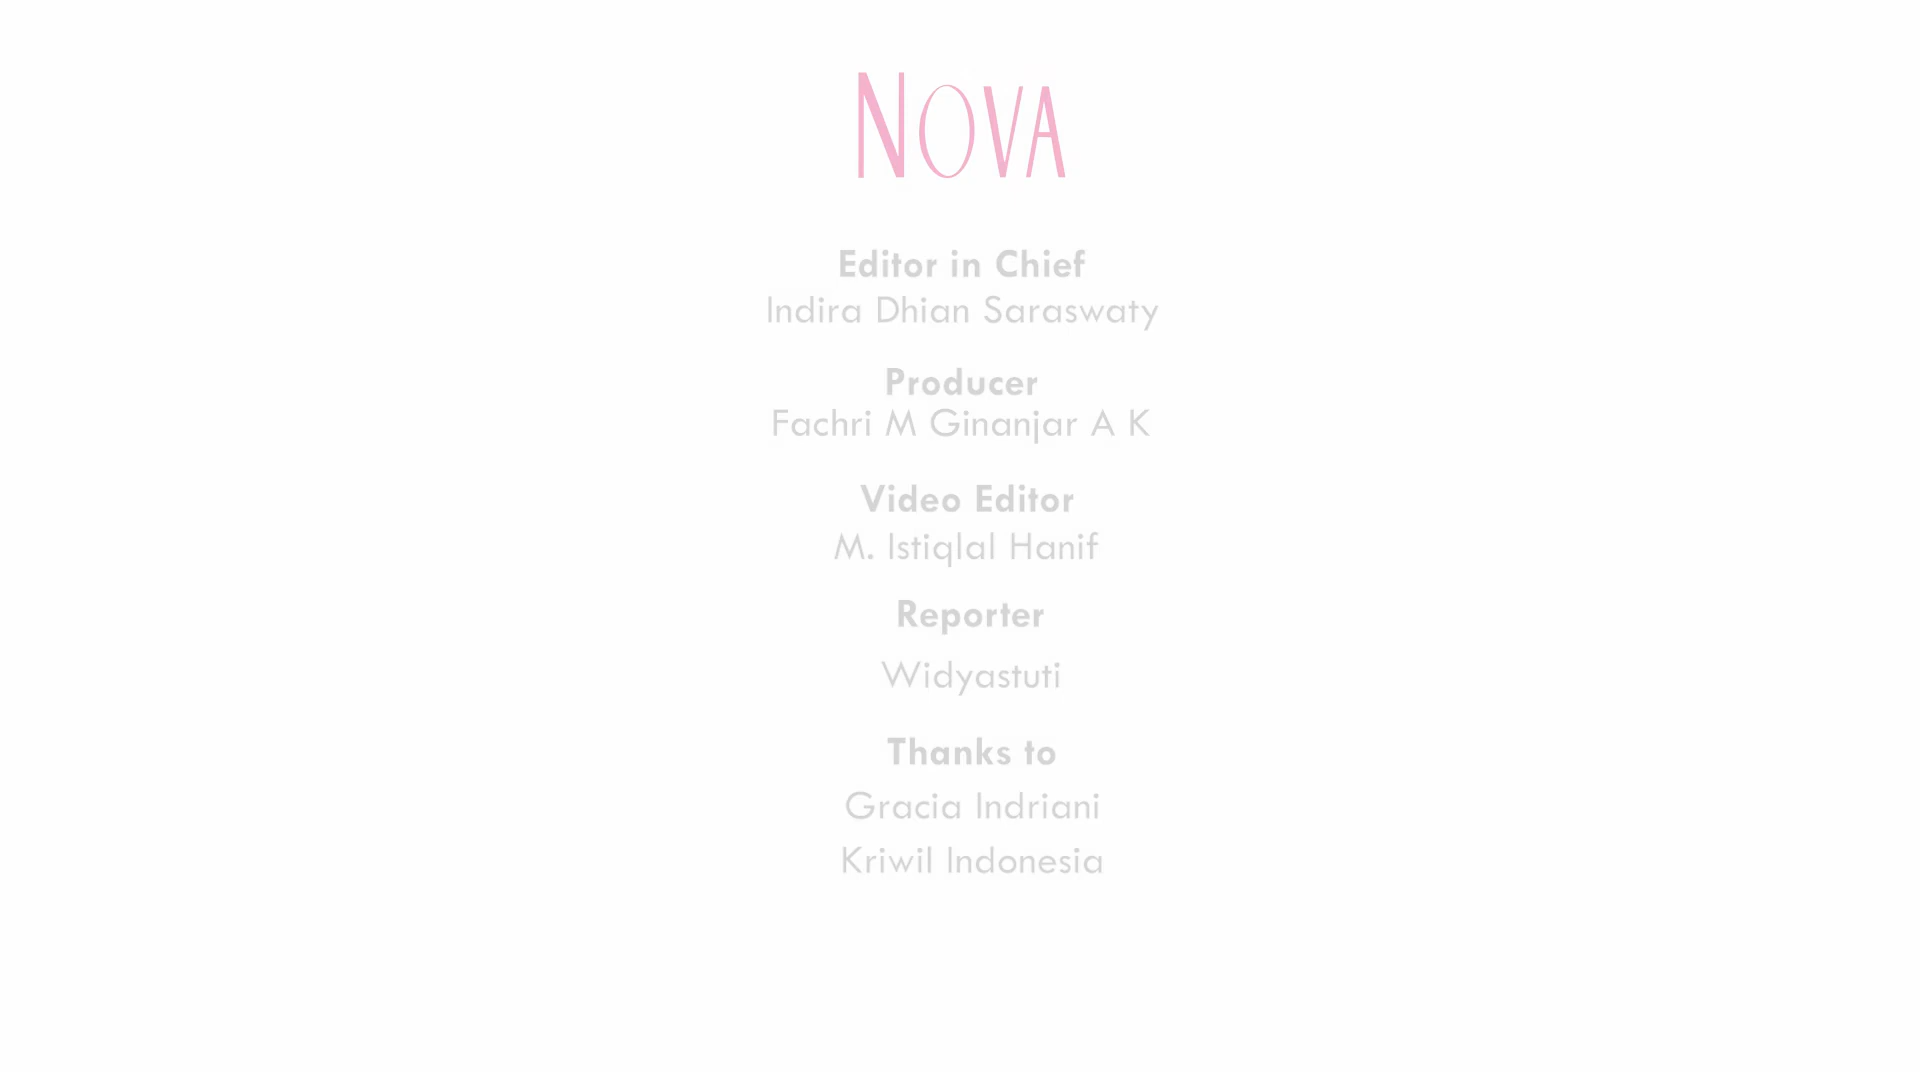 NOVA
Editor in Chief
Indira Dhian Saraswaty
Producer
Fachri M Ginanjar A K
Video Editor
M. Istiqlal Hanif
Reporter
Widyastuti
Thanks to
Gracia Indriani
Kriwil Indonesia